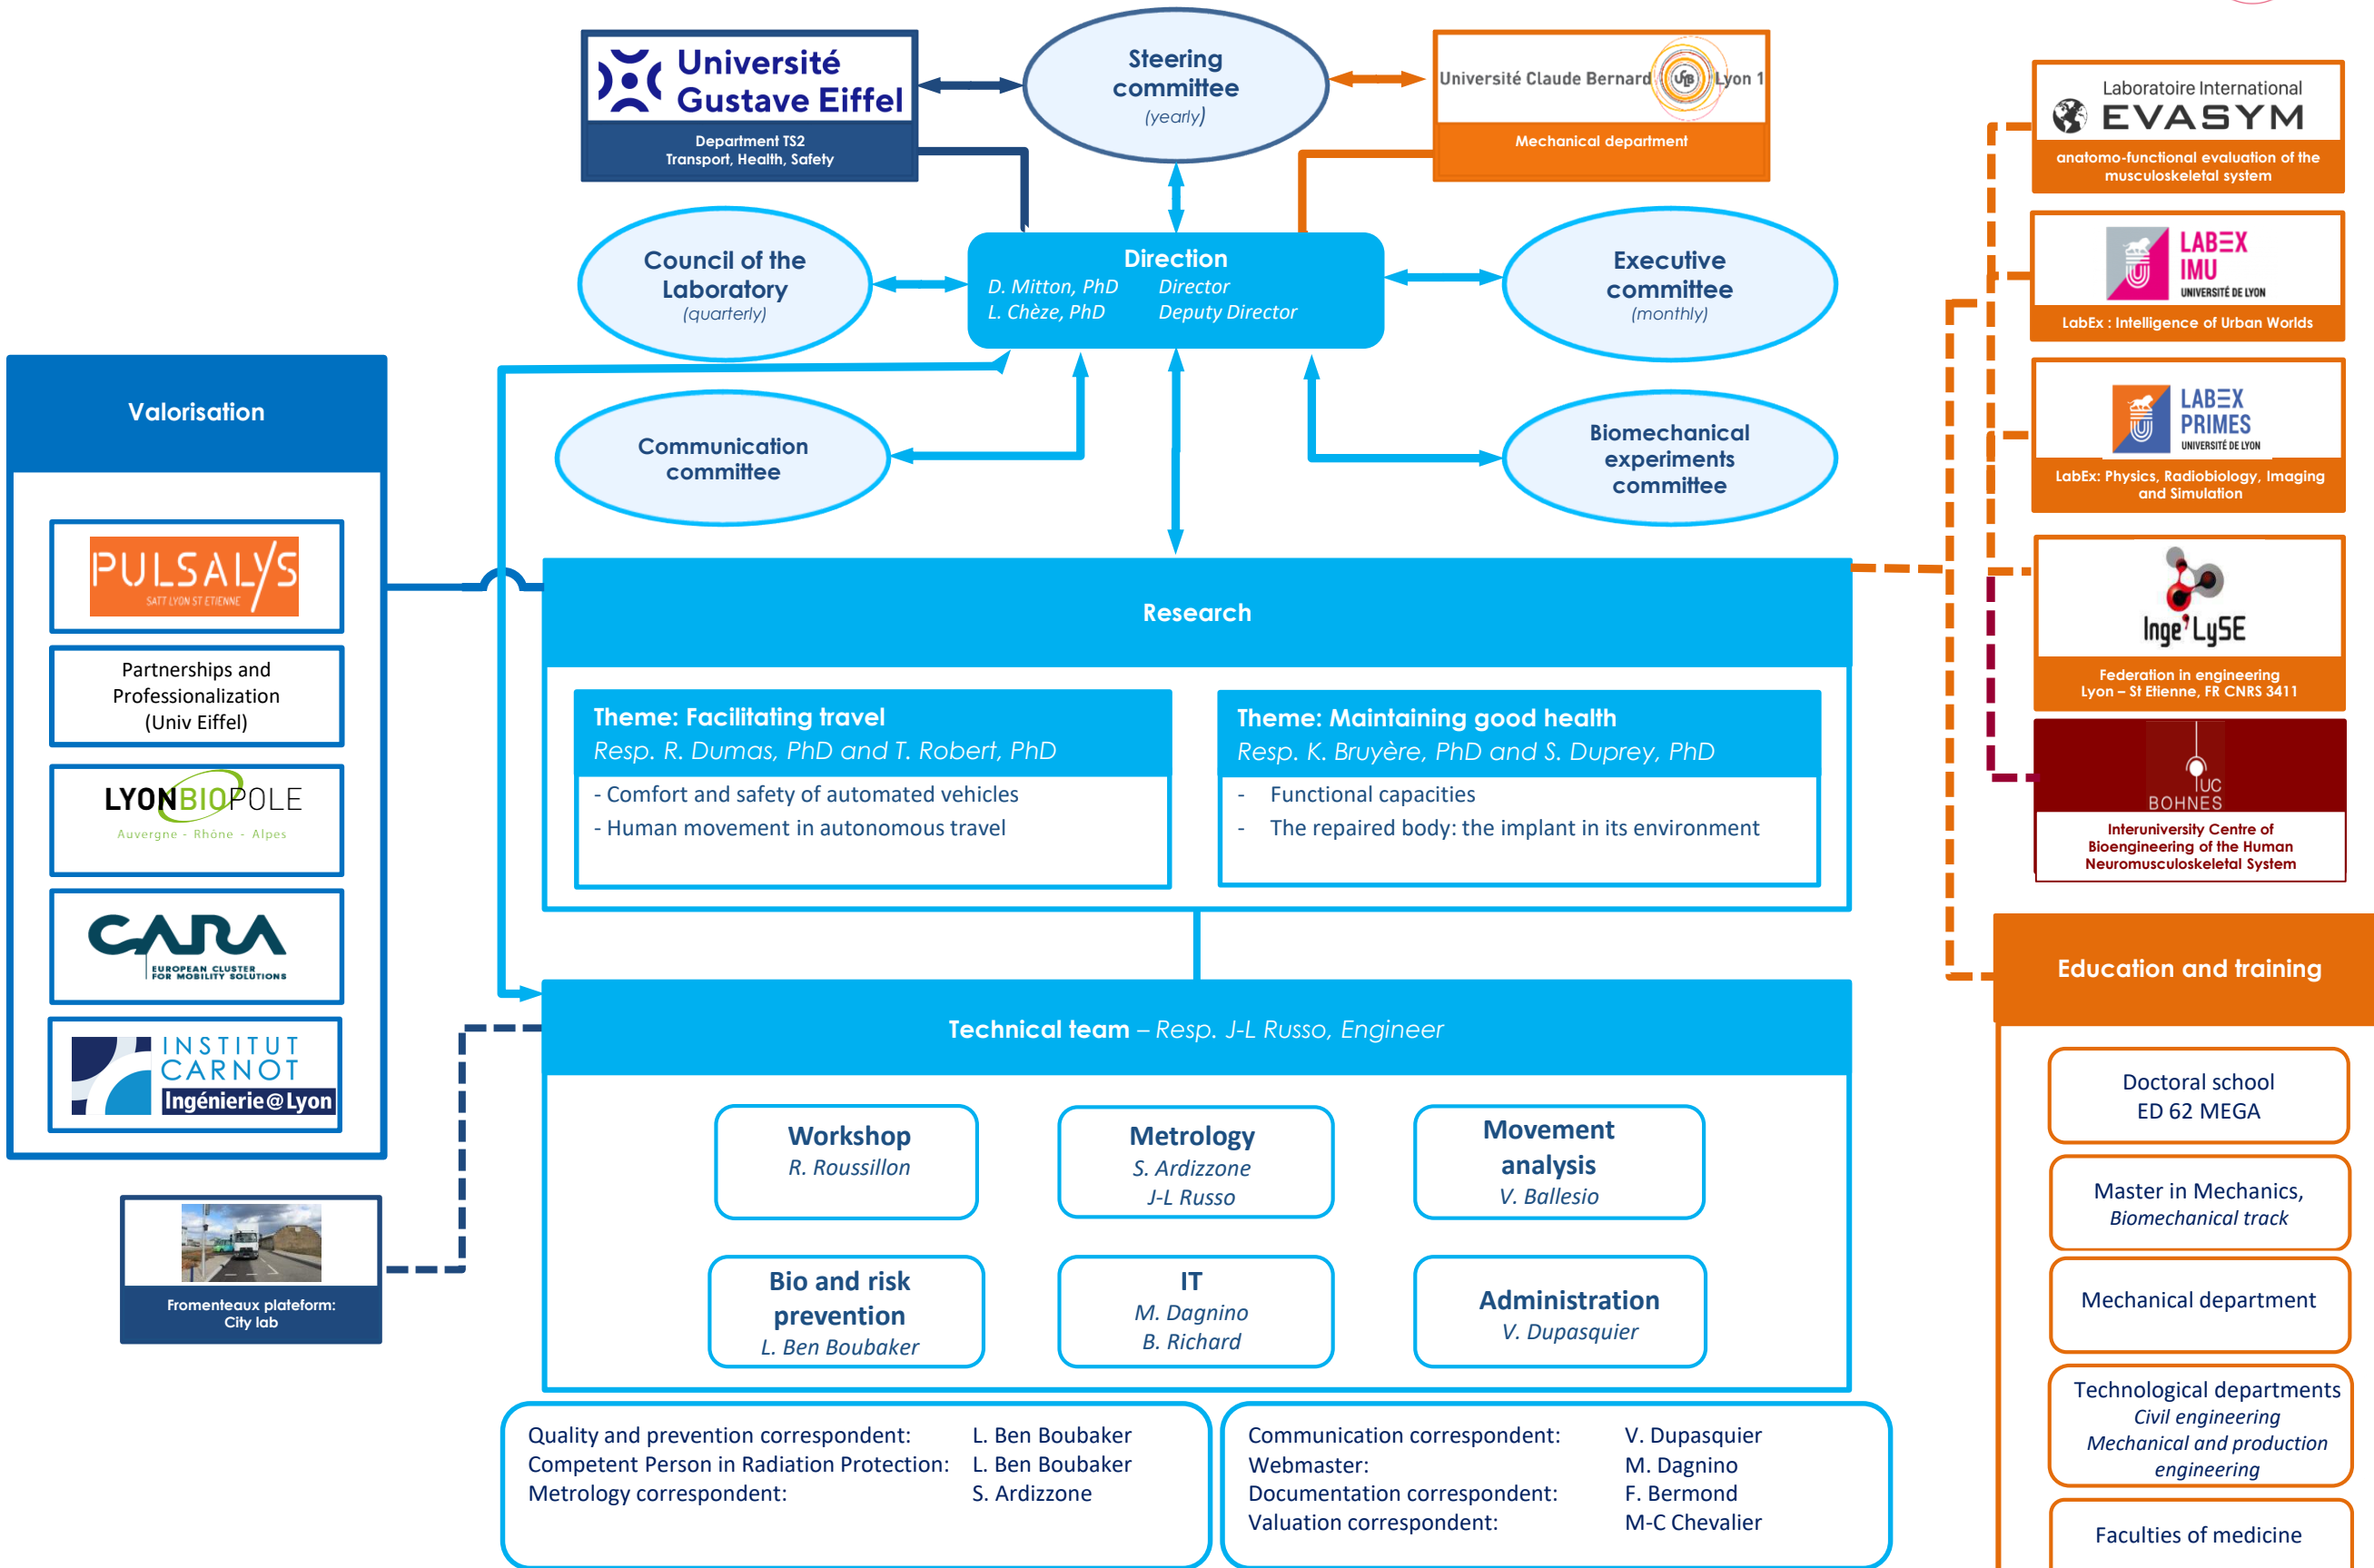 Université
Gustave Eiffel
Department TS2
Transport, Health, Safety
Steering
committee
(yearly)
Université Claude Bernard UCB Lyon 1
Mechanical department
Council of the
Laboratory
(quarterly)
Direction
D. Mitton, PhD Director
L. Chèze, PhD Deputy Director
Executive
committee
(monthly)
Communication
committee
Biomechanical
experiments
committee
Valorisation
PULSALYS
SATT LYON ST ETIENNE
Partnerships and
Professionalization
(Univ Eiffel)
LYONBIOPOLE
Auvergne - Rhône - Alpes
CARA
EUROPEAN CLUSTER
FOR MOBILITY SOLUTIONS
INSTITUT
CARNOT
Ingénierie@Lyon
Fromenteaux plateform:
City lab
Research
Theme: Facilitating travel
Resp. R. Dumas, PhD and T. Robert, PhD
- Comfort and safety of automated vehicles
- Human movement in autonomous travel
Theme: Maintaining good health
Resp. K. Bruyère, PhD and S. Duprey, PhD
- Functional capacities
- The repaired body: the implant in its environment
Technical team – Resp. J-L Russo, Engineer
Workshop
R. Roussillon
Metrology
S. Ardizzone
J-L Russo
Movement
analysis
V. Ballesio
Bio and risk
prevention
L. Ben Boubaker
IT
M. Dagnino
B. Richard
Administration
V. Dupasquier
Quality and prevention correspondent: L. Ben Boubaker
Competent Person in Radiation Protection: L. Ben Boubaker
Metrology correspondent: S. Ardizzone
Communication correspondent: V. Dupasquier
Webmaster: M. Dagnino
Documentation correspondent: F. Bermond
Valuation correspondent: M-C Chevalier
Laboratoire International
EVASYM
anatomo-functional evaluation of the
musculoskeletal system
LABEX
IMU
UNIVERSITÉ DE LYON
LabEx : Intelligence of Urban Worlds
LABEX
PRIMES
UNIVERSITÉ DE LYON
LabEx: Physics, Radiobiology, Imaging
and Simulation
Inge'LySE
Federation in engineering
Lyon – St Etienne, FR CNRS 3411
IUC
BOHNES
Interuniversity Centre of
Bioengineering of the Human
Neuromusculoskeletal System
Education and training
Doctoral school
ED 62 MEGA
Master in Mechanics,
Biomechanical track
Mechanical department
Technological departments
Civil engineering
Mechanical and production
engineering
Faculties of medicine